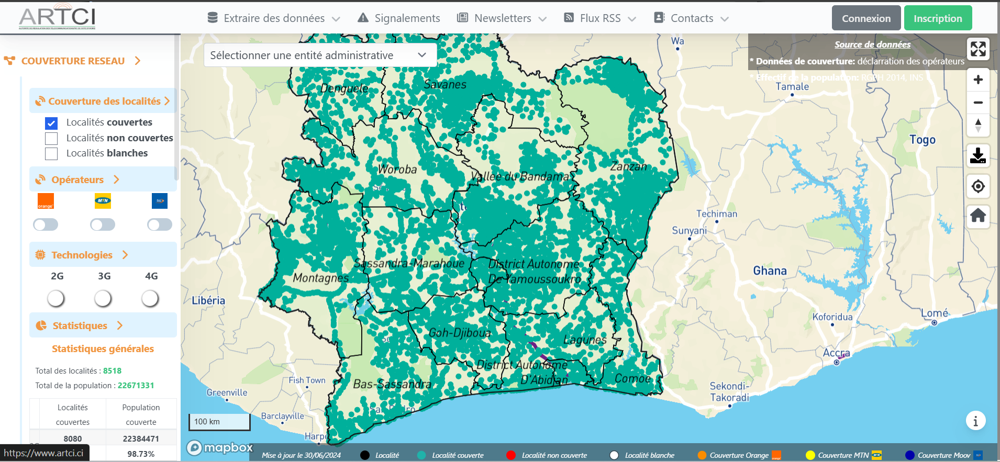 ARTCI
Extraire des données
Signalements
Newsletters
Flux RSS
Contacts
Connexion
Inscription
COUVERTURE RESEAU
Couverture des localités
Localités couvertes
Localités non couvertes
Localités blanches
Opérateurs
orange
MTN
Technologies
2G 3G 4G
Statistiques
Statistiques générales
Total des localités : 8518
Total de la population : 22671331
Localités couvertes
Population couverte
8080
22384471
98.73%
https://www.artci.ci
Sélectionner une entité administrative
Source de données
* Données de couverture: déclarration des opérateurs
* Effectif de la population: RGPH 2014, INS
Wa
Tamale
Denguele
Savanes
Togo
Woroba
Vallee du Bandama
Zanzan
Techiman
Sunyani
Sassandra-Marahoue
District Autonome
De Yamoussoukro
Montagnes
Ghana
Libéria
Koforidua
Lomé
Goh-Djiboua
Lagunes
Accra
District Autonome
D'Abidjan
Comoe
Bas-Sassandra
Fish Town
Greenville
Sekondi-
Takoradi
Barclayville
Harpe
100 km
mapbox
Mise à jour le 30/06/2024
Localité
Localité couverte
Localité non couverte
Localité blanche
Couverture Orange
Couverture MTN
Couverture Moov